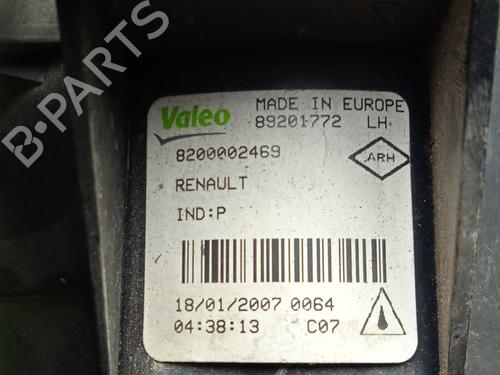 Valeo MADE IN EUROPE
89201772 LH
8200002469
ARH
RENAULT
IND:P
18/01/2007 0064
04:38:13 C07
B-PARTS